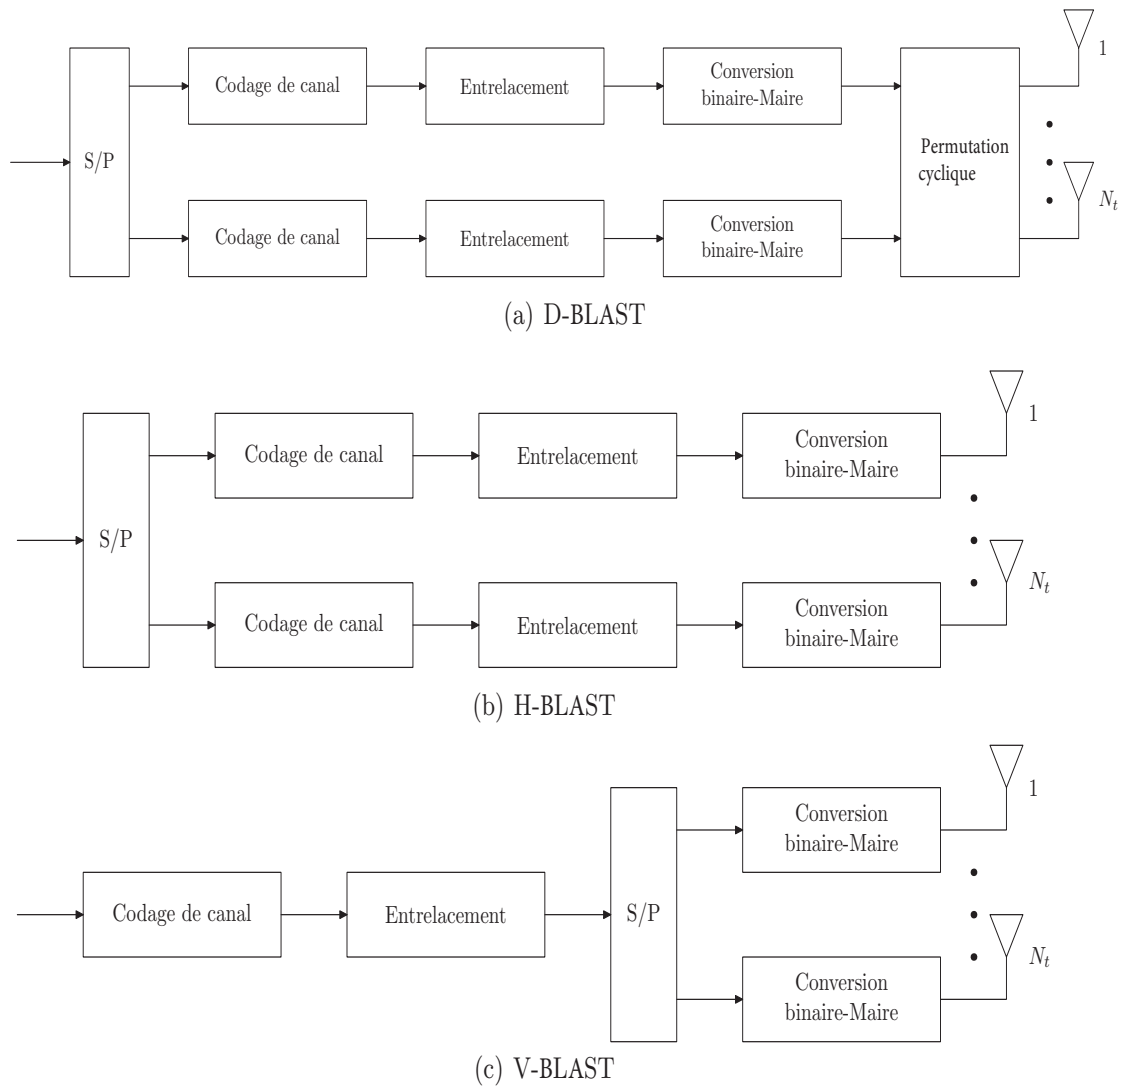 1
S/P
Codage de canal
Entrelacement
Conversion
binaire-Maire
Permutation
cyclique
Codage de canal
Entrelacement
Conversion
binaire-Maire
N_t
(a) D-BLAST
1
S/P
Codage de canal
Entrelacement
Conversion
binaire-Maire
Codage de canal
Entrelacement
Conversion
binaire-Maire
N_t
(b) H-BLAST
1
Codage de canal
Entrelacement
S/P
Conversion
binaire-Maire
Conversion
binaire-Maire
N_t
(c) V-BLAST